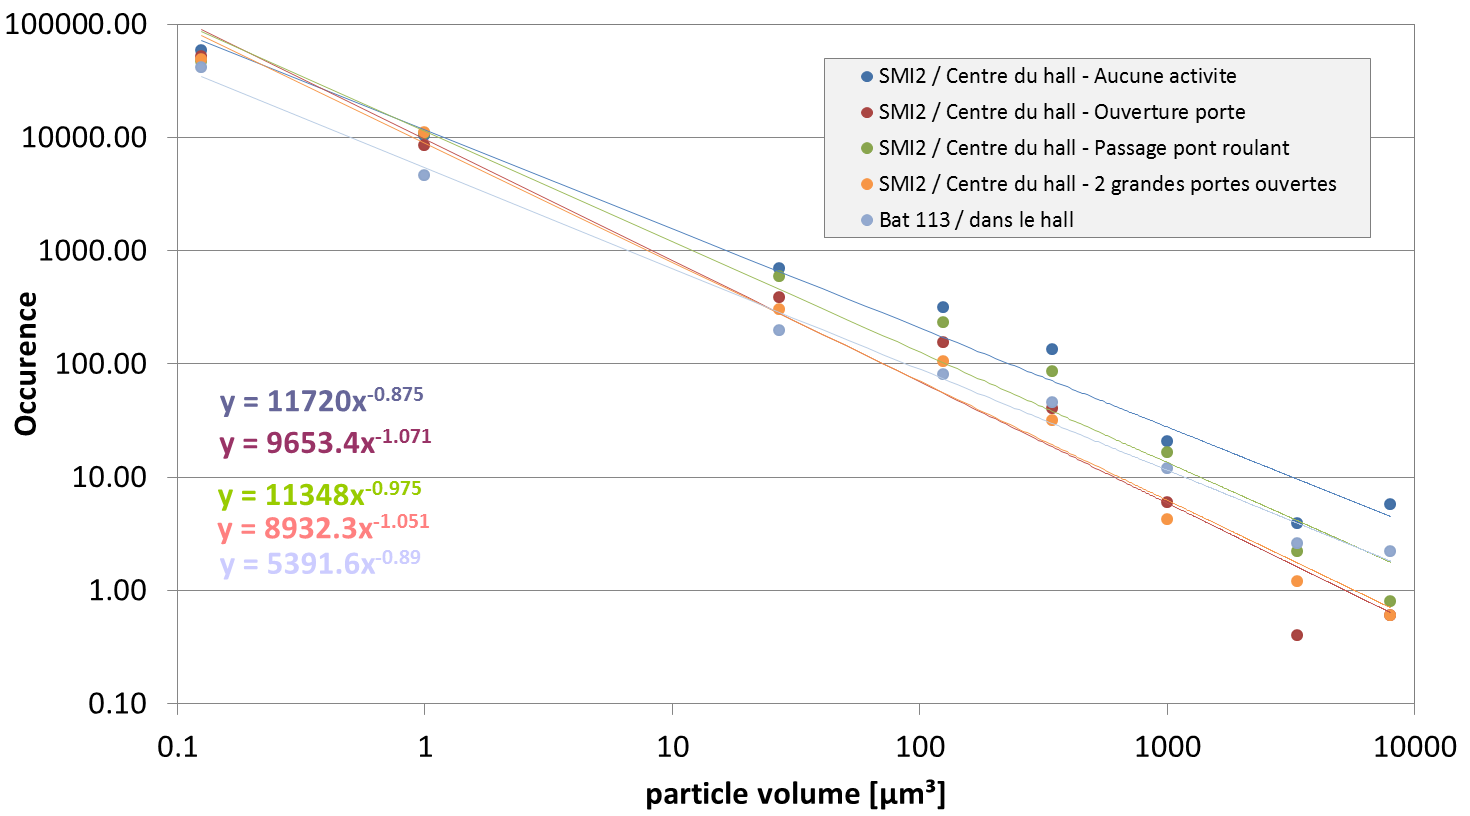 100000.00
10000.00
1000.00
100.00
10.00
1.00
0.10
Occurence
SMI2 / Centre du hall - Aucune activite
SMI2 / Centre du hall - Ouverture porte
SMI2 / Centre du hall - Passage pont roulant
SMI2 / Centre du hall - 2 grandes portes ouvertes
Bat 113 / dans le hall
y = 11720x^-0.875
y = 9653.4x^-1.071
y = 11348x^-0.975
y = 8932.3x^-1.051
y = 5391.6x^-0.89
0.1 1 10 100 1000 10000
particle volume [µm³]